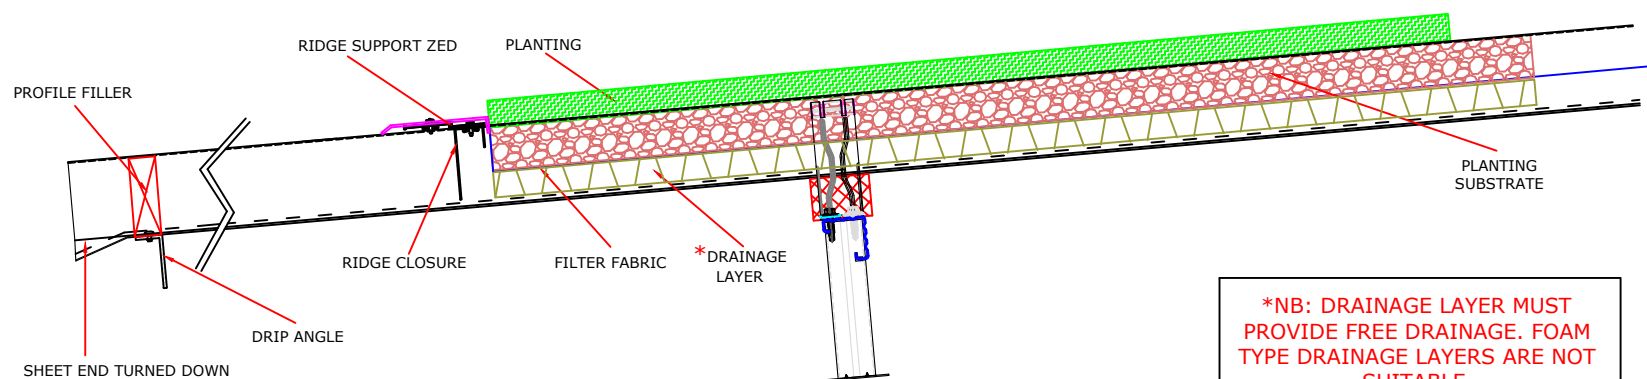 RIDGE SUPPORT ZED
PLANTING
PROFILE FILLER
PLANTING
SUBSTRATE
RIDGE CLOSURE
FILTER FABRIC
*DRAINAGE
LAYER
DRIP ANGLE
SHEET END TURNED DOWN
*NB: DRAINAGE LAYER MUST
PROVIDE FREE DRAINAGE. FOAM
TYPE DRAINAGE LAYERS ARE NOT
SUITABLE